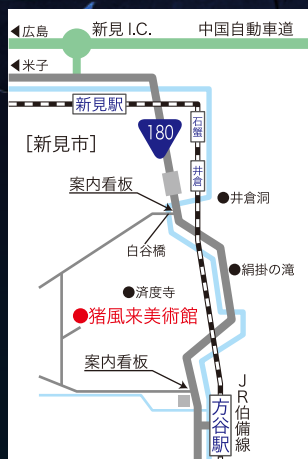 ◀広島
新見 I.C.
中国自動車道
◀米子
新見駅
石蟹
[新見市]
180
井倉
案内看板
井倉洞
白谷橋
絹掛の滝
済度寺
猪風来美術館
案内看板
方谷駅
JR伯備線